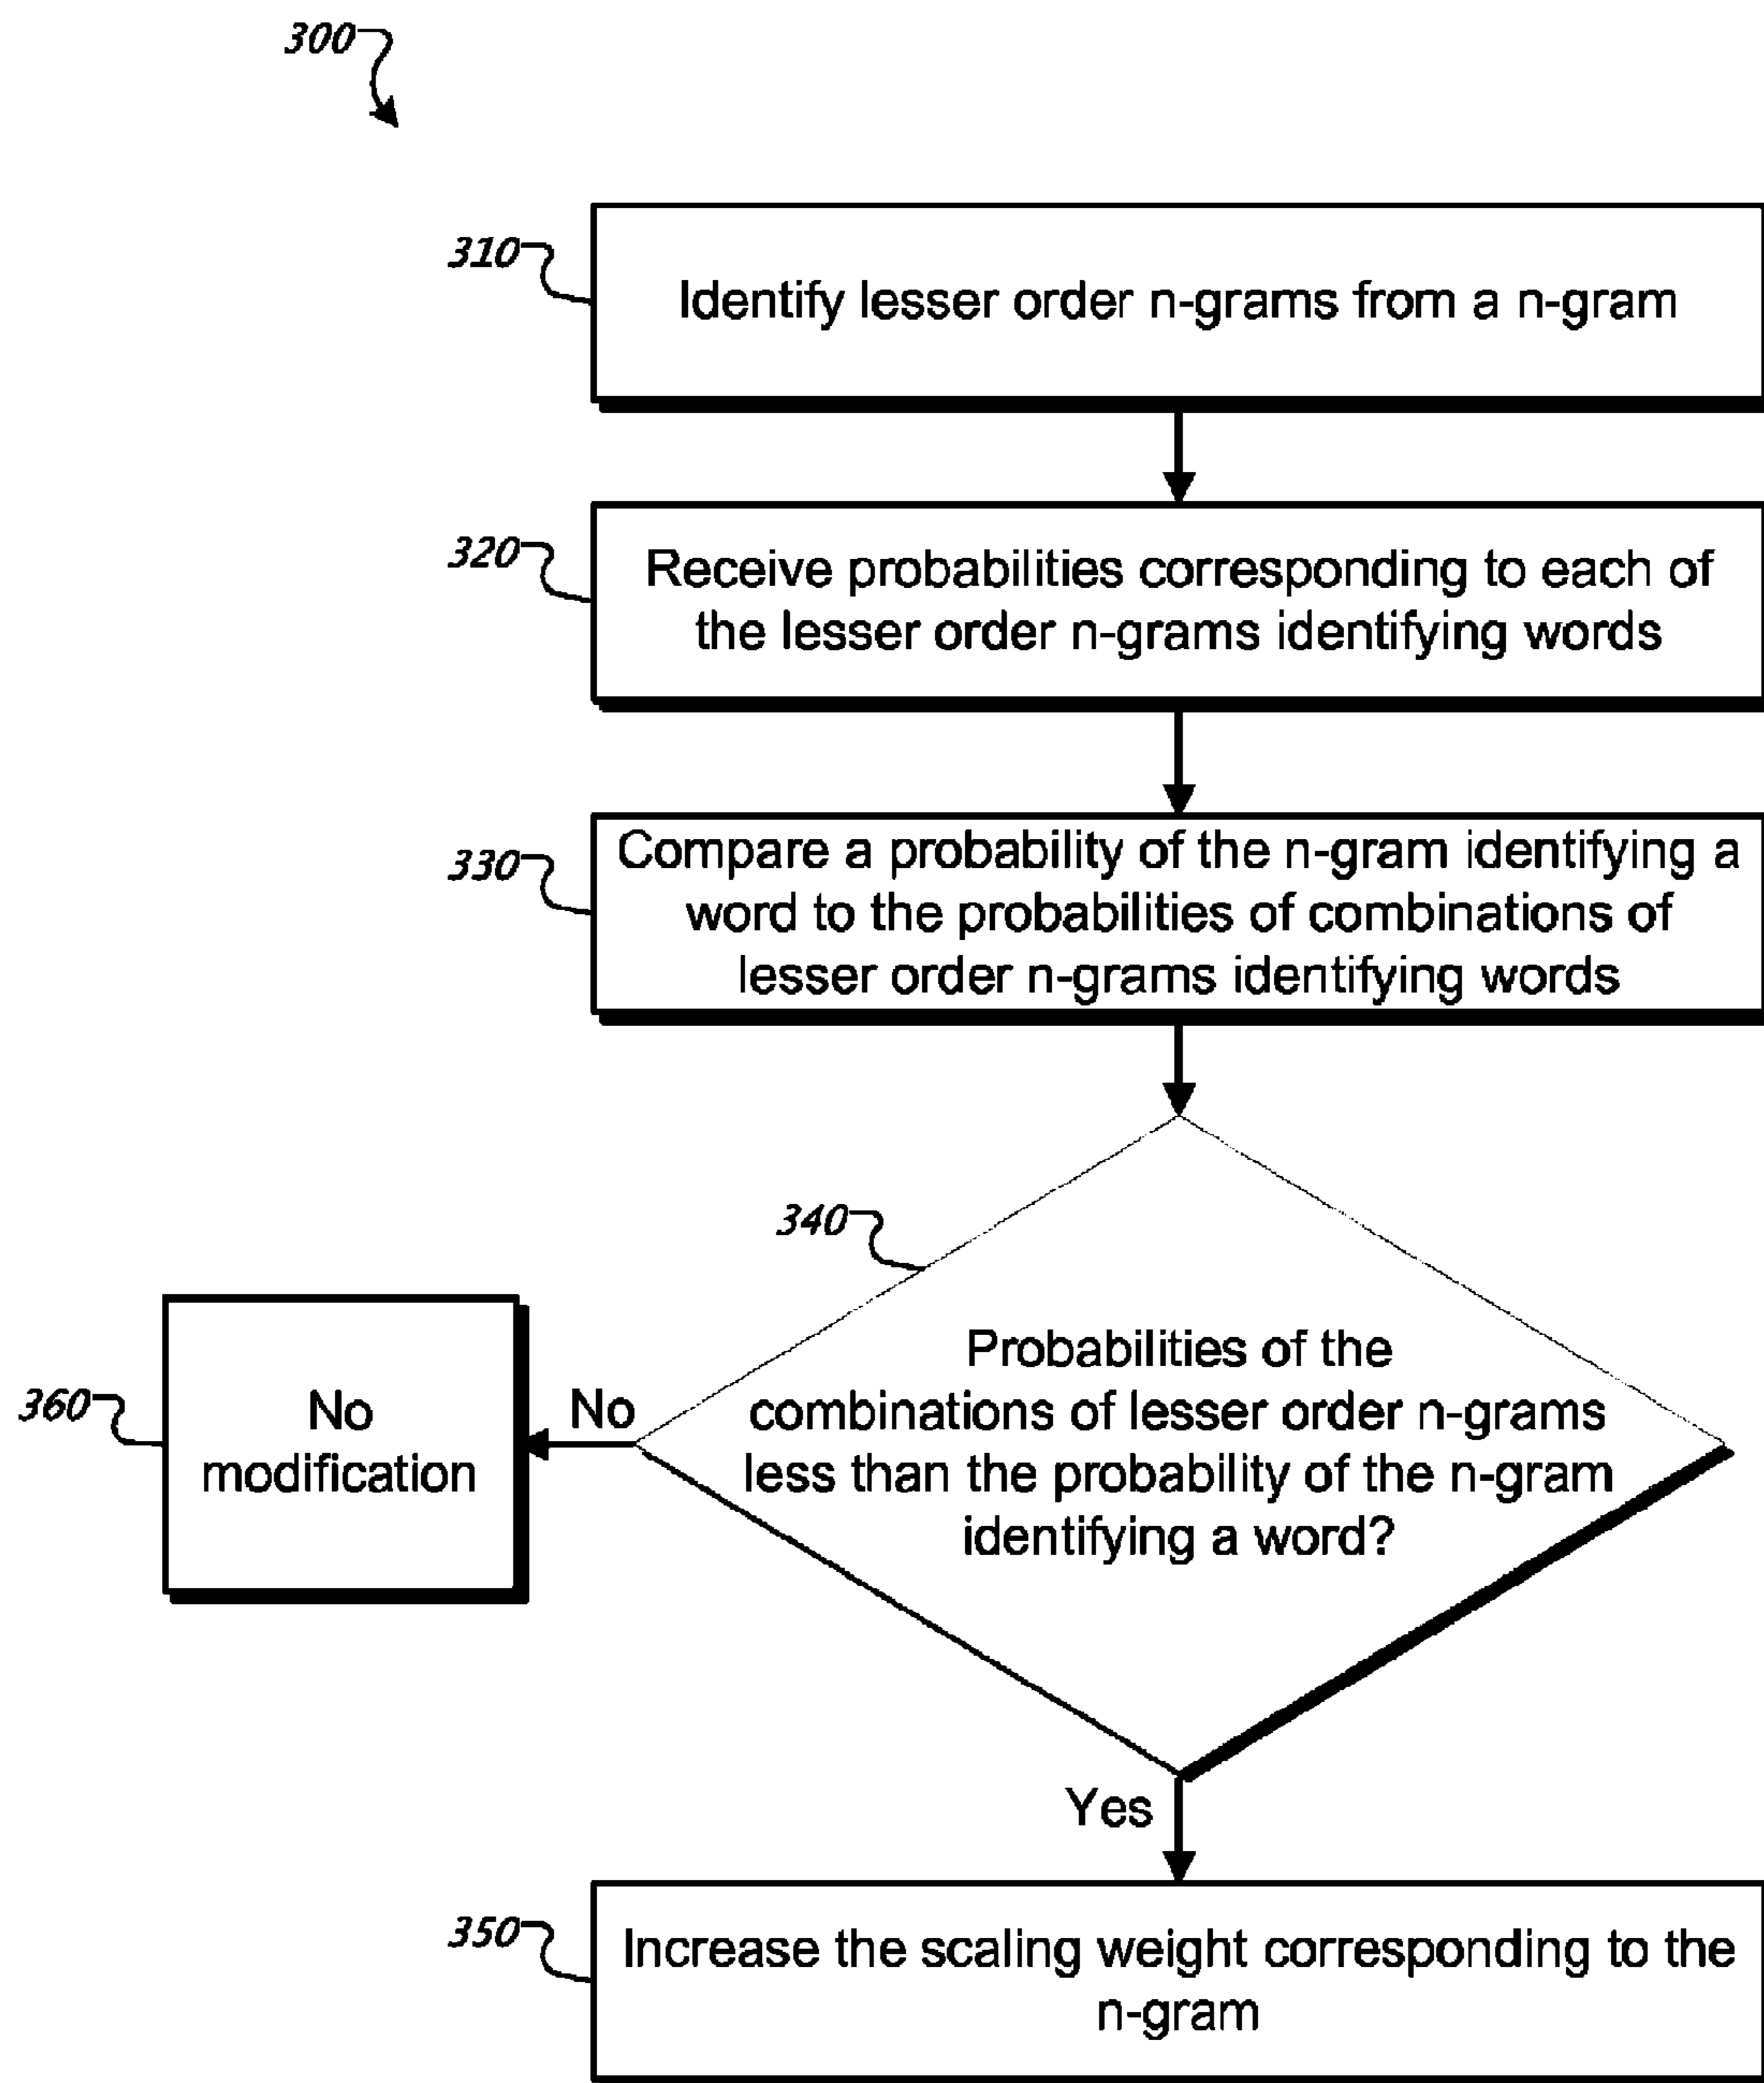 300
310
Identify lesser order n-grams from a n-gram
320
Receive probabilities corresponding to each of
the lesser order n-grams identifying words
330
Compare a probability of the n-gram identifying a
word to the probabilities of combinations of
lesser order n-grams identifying words
340
Probabilities of the
combinations of lesser order n-grams
less than the probability of the n-gram
identifying a word?
360
No
modification
No
Yes
350
Increase the scaling weight corresponding to the
n-gram